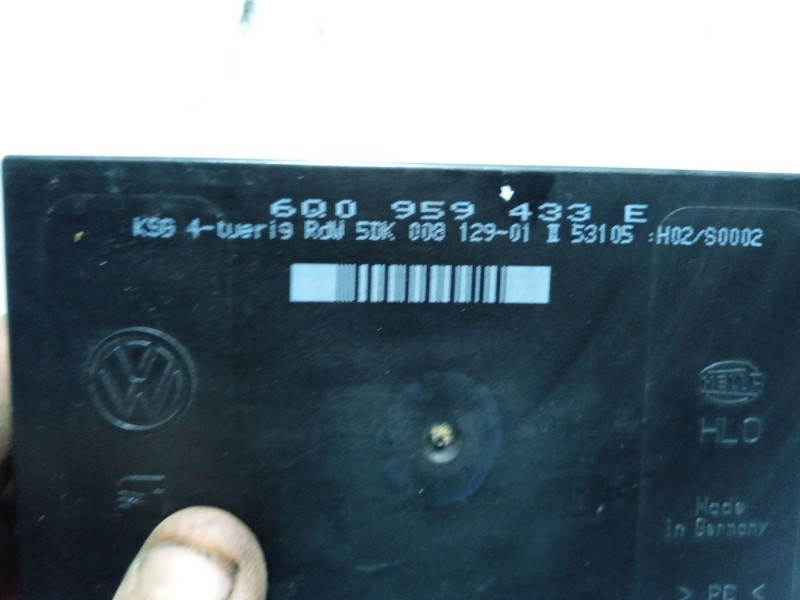 6Q0 959 433 E
KSG 4-tuerig RdW 5DK 008 129-01 II 53105 :H02/S0002
VW
HELLA
HLO
Made
In Germany
> PC <